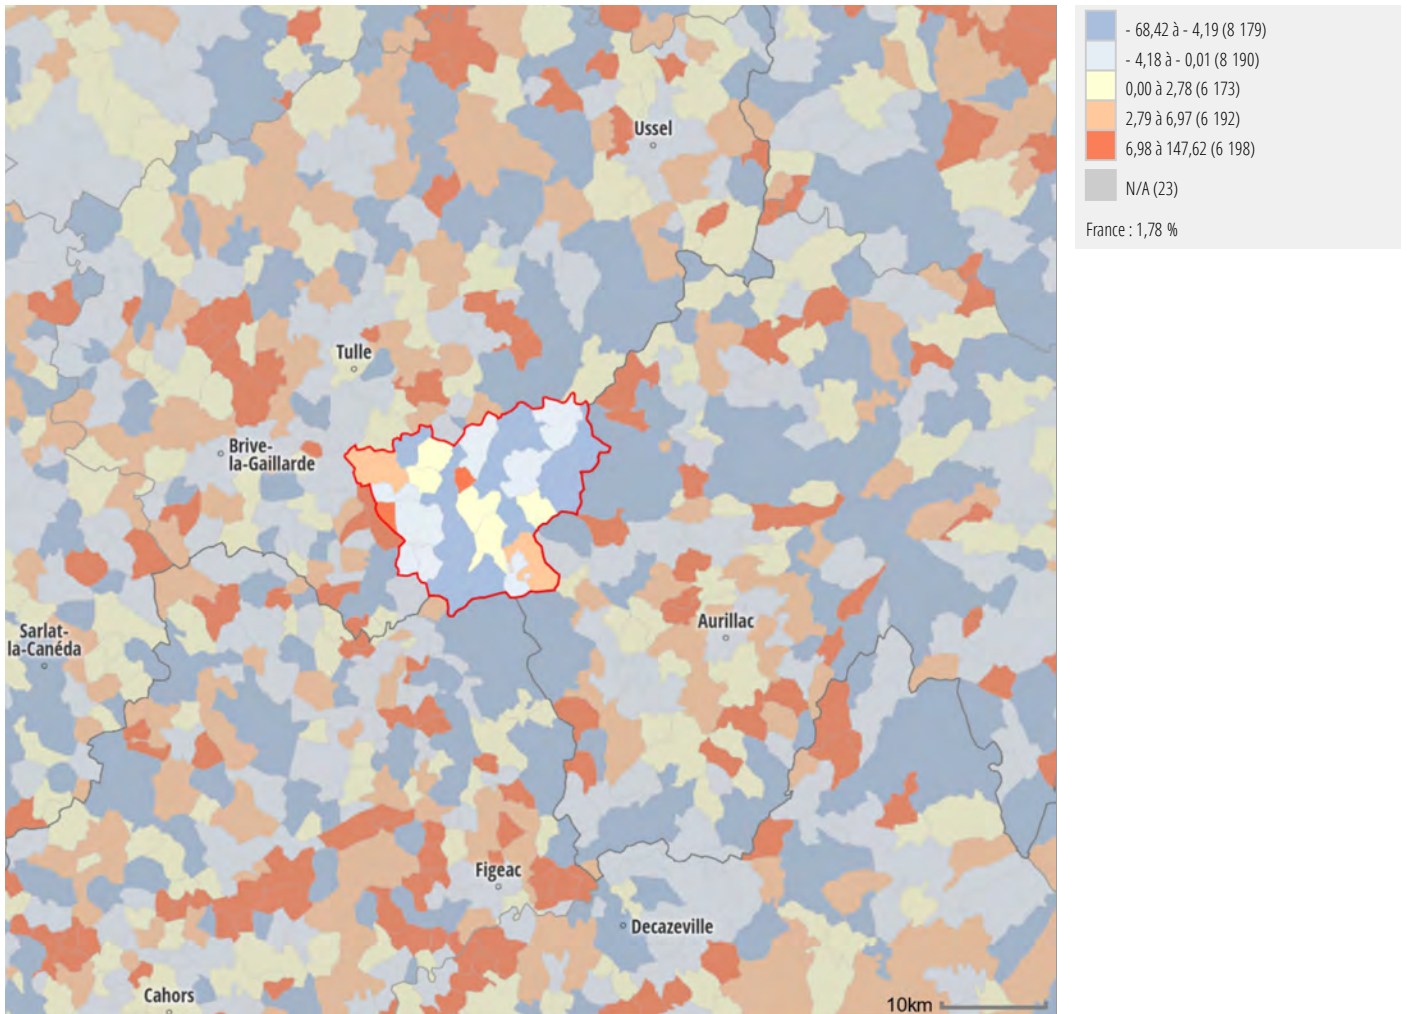 Ussel
Tulle
Brive-
la-Gaillarde
Sarlat-
la-Canéda
Aurillac
Figeac
Decazeville
Cahors
10km
- 68,42 à - 4,19 (8 179)
- 4,18 à - 0,01 (8 190)
0,00 à 2,78 (6 173)
2,79 à 6,97 (6 192)
6,98 à 147,62 (6 198)
N/A (23)
France : 1,78 %